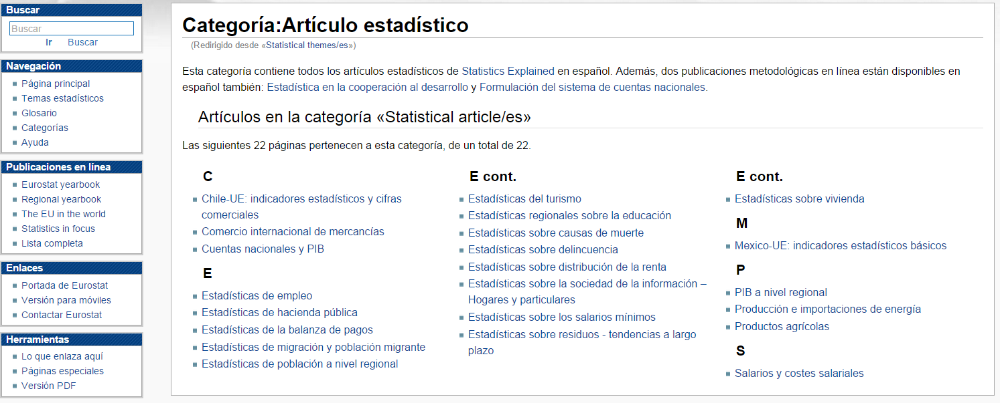 Buscar
Buscar
Ir Buscar
Navegación
Página principal
Temas estadísticos
Glosario
Categorías
Ayuda
Publicaciones en línea
Eurostat yearbook
Regional yearbook
The EU in the world
Statistics in focus
Lista completa
Enlaces
Portada de Eurostat
Versión para móviles
Contactar Eurostat
Herramientas
Lo que enlaza aquí
Páginas especiales
Versión PDF
Categoría:Artículo estadístico
(Redirigido desde «Statistical themes/es»)
Esta categoría contiene todos los artículos estadísticos de Statistics Explained en español. Además, dos publicaciones metodológicas en línea están disponibles en
español también: Estadística en la cooperación al desarrollo y Formulación del sistema de cuentas nacionales.
Artículos en la categoría «Statistical article/es»
Las siguientes 22 páginas pertenecen a esta categoría, de un total de 22.
C
Chile-UE: indicadores estadísticos y cifras
comerciales
Comercio internacional de mercancías
Cuentas nacionales y PIB
E
Estadísticas de empleo
Estadísticas de hacienda pública
Estadísticas de la balanza de pagos
Estadísticas de migración y población migrante
Estadísticas de población a nivel regional
E cont.
Estadísticas del turismo
Estadísticas regionales sobre la educación
Estadísticas sobre causas de muerte
Estadísticas sobre delincuencia
Estadísticas sobre distribución de la renta
Estadísticas sobre la sociedad de la información –
Hogares y particulares
Estadísticas sobre los salarios mínimos
Estadísticas sobre residuos - tendencias a largo
plazo
E cont.
Estadísticas sobre vivienda
M
Mexico-UE: indicadores estadísticos básicos
P
PIB a nivel regional
Producción e importaciones de energía
Productos agrícolas
S
Salarios y costes salariales